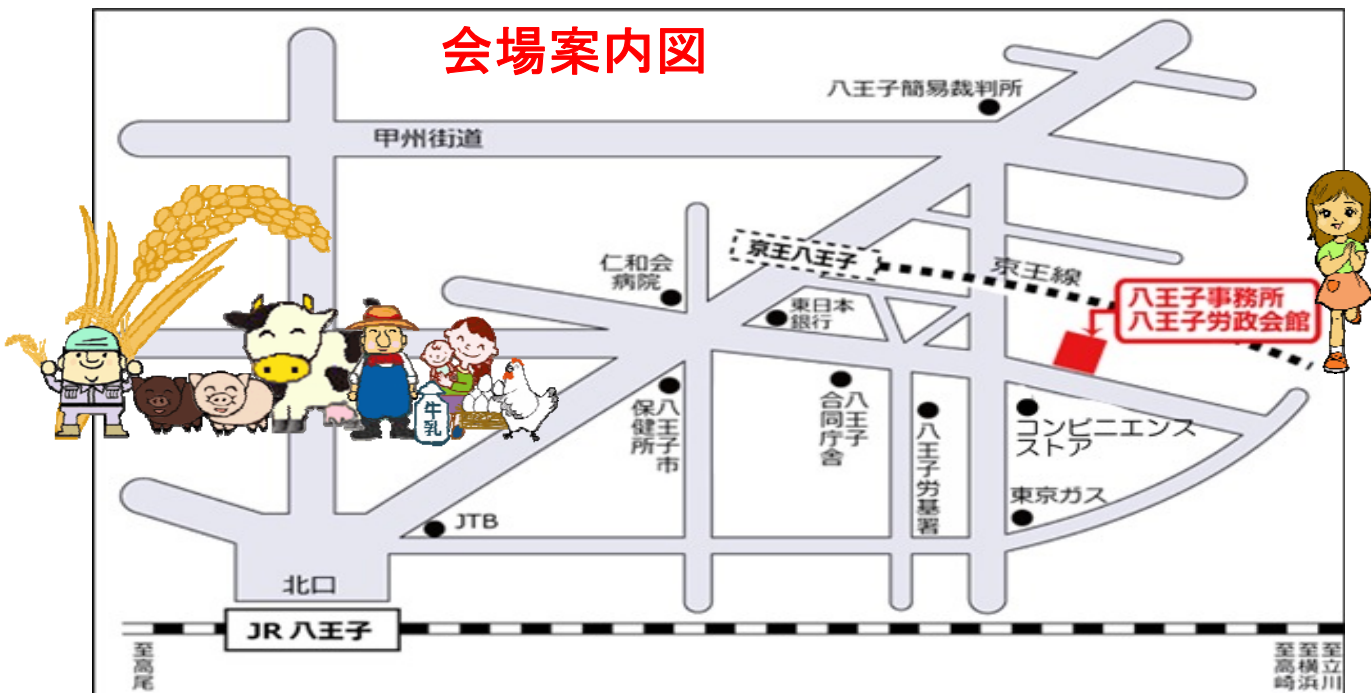 会場案内図
八王子簡易裁判所
甲州街道
京王八王子
京王線
仁和会
病院
東日本
銀行
八王子事務所
八王子労政会館
牛乳
八王子市
保健所
八王子
合同庁舎
八王子労基署
コンビニエンス
ストア
東京ガス
JTB
北口
JR 八王子
至高尾
至立川
至横浜
至高崎